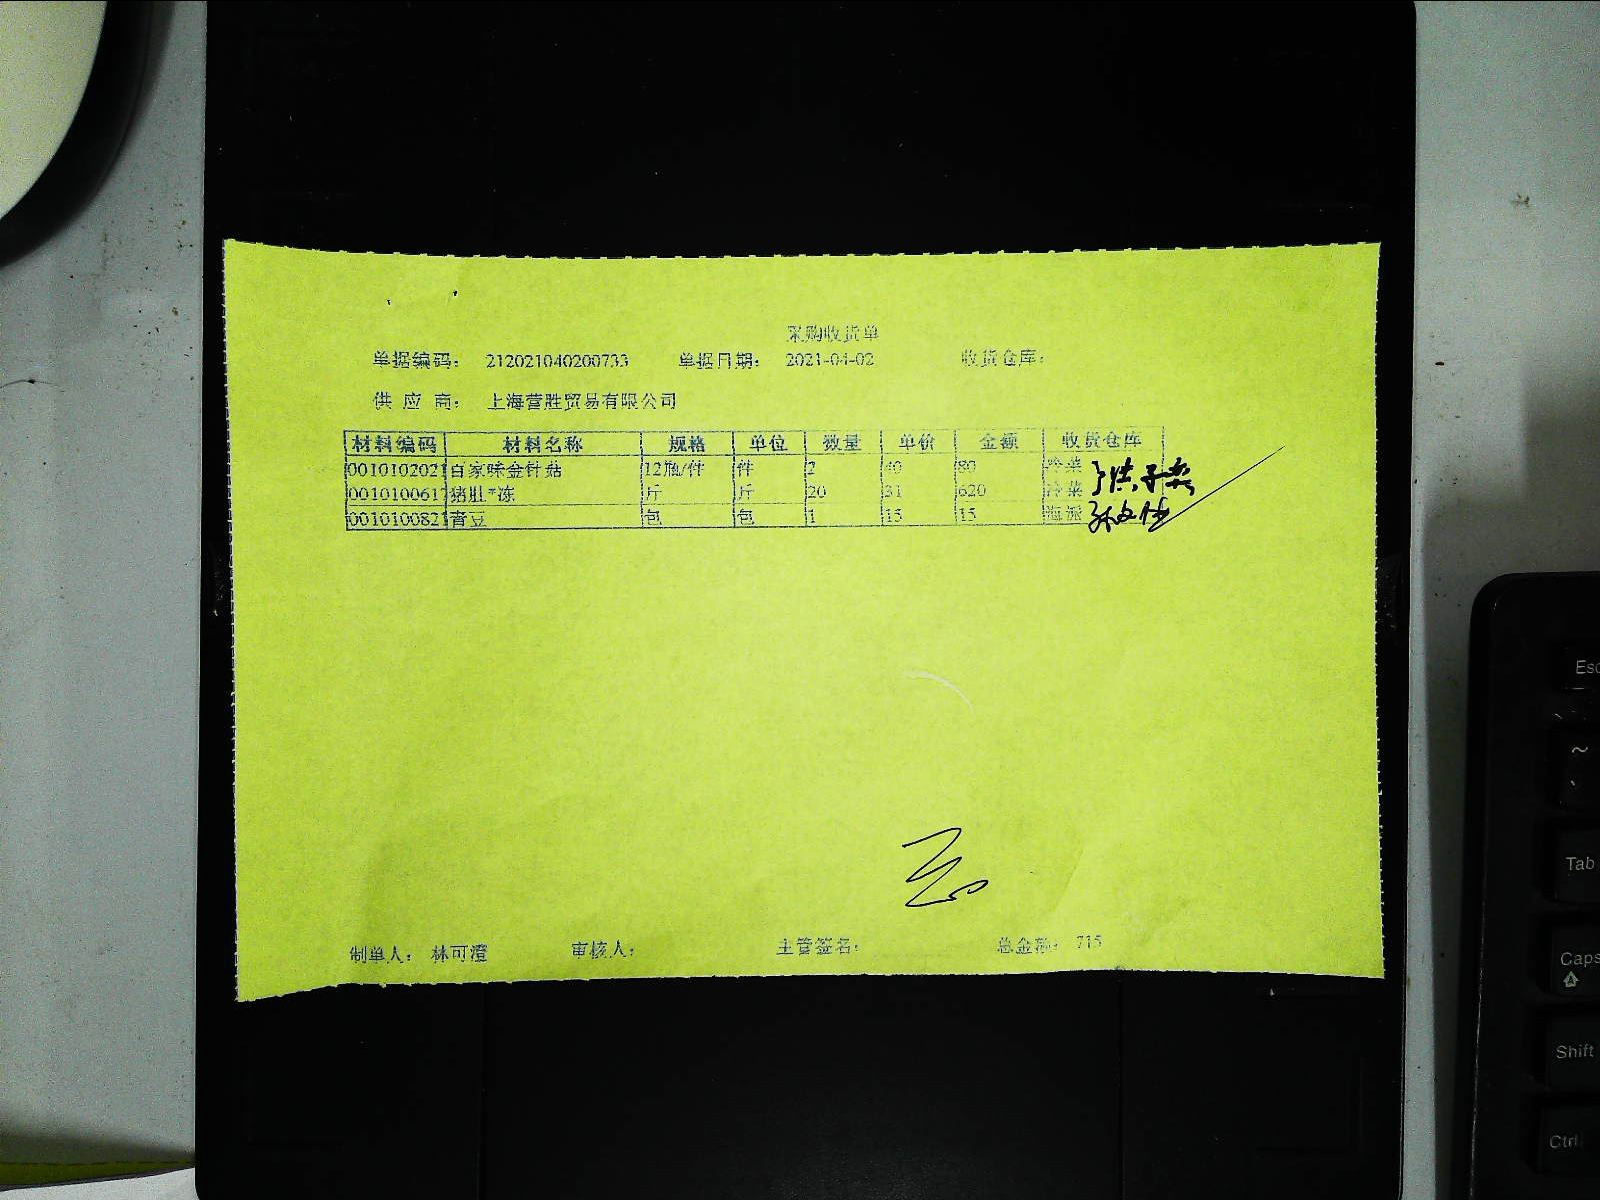 采购收货单
单据编码： 212021040200733 单据日期： 2021-04-02 收货仓库：
供 应 商： 上海营胜贸易有限公司
材料编码 材料名称 规格 单位 数量 单价 金额 收货仓库
0010102021 百家味金针菇 12瓶/件 件 2 40 80 冷菜
0010100617 猪肚*冻 斤 斤 20 31 620 冷菜
0010100821 青豆 包 包 1 15 15 海派
制单人： 林可澄 审核人： 主管签名： 总金额： 715
Esc
~
Tab
Caps
Shift
Ctrl